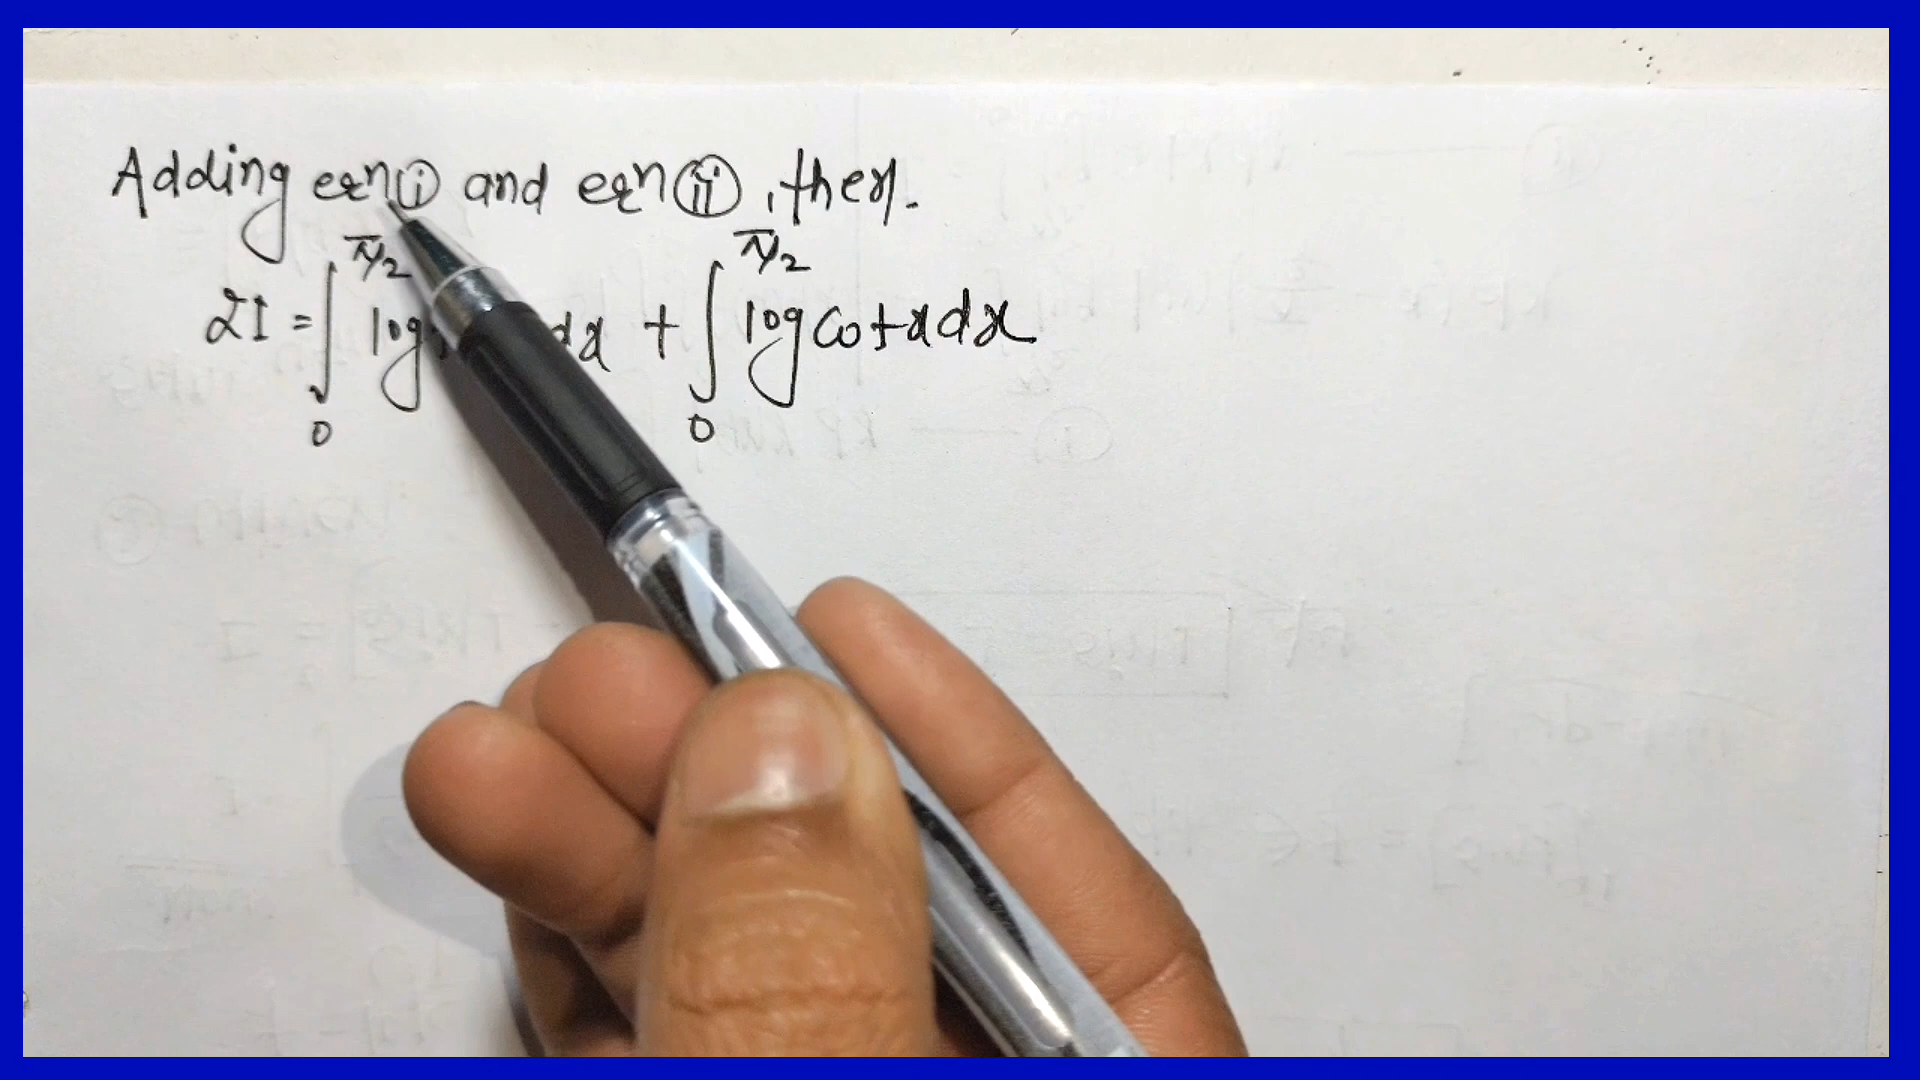 Adding eqn (i) and eqn (ii), then.
2I = ∫₀^{π/2} log dx + ∫₀^{π/2} log cot x dx